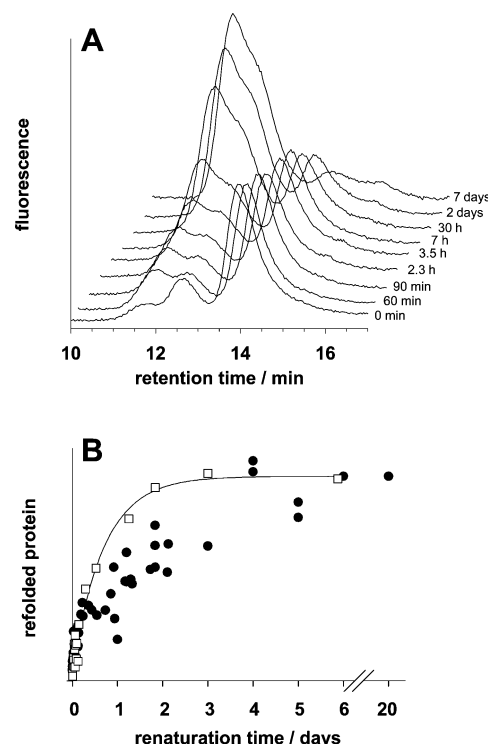 A
fluorescence
7 days
2 days
30 h
7 h
3.5 h
2.3 h
90 min
60 min
0 min
10 12 14 16
retention time / min
B
refolded protein
0 1 2 3 4 5 6 20
renaturation time / days